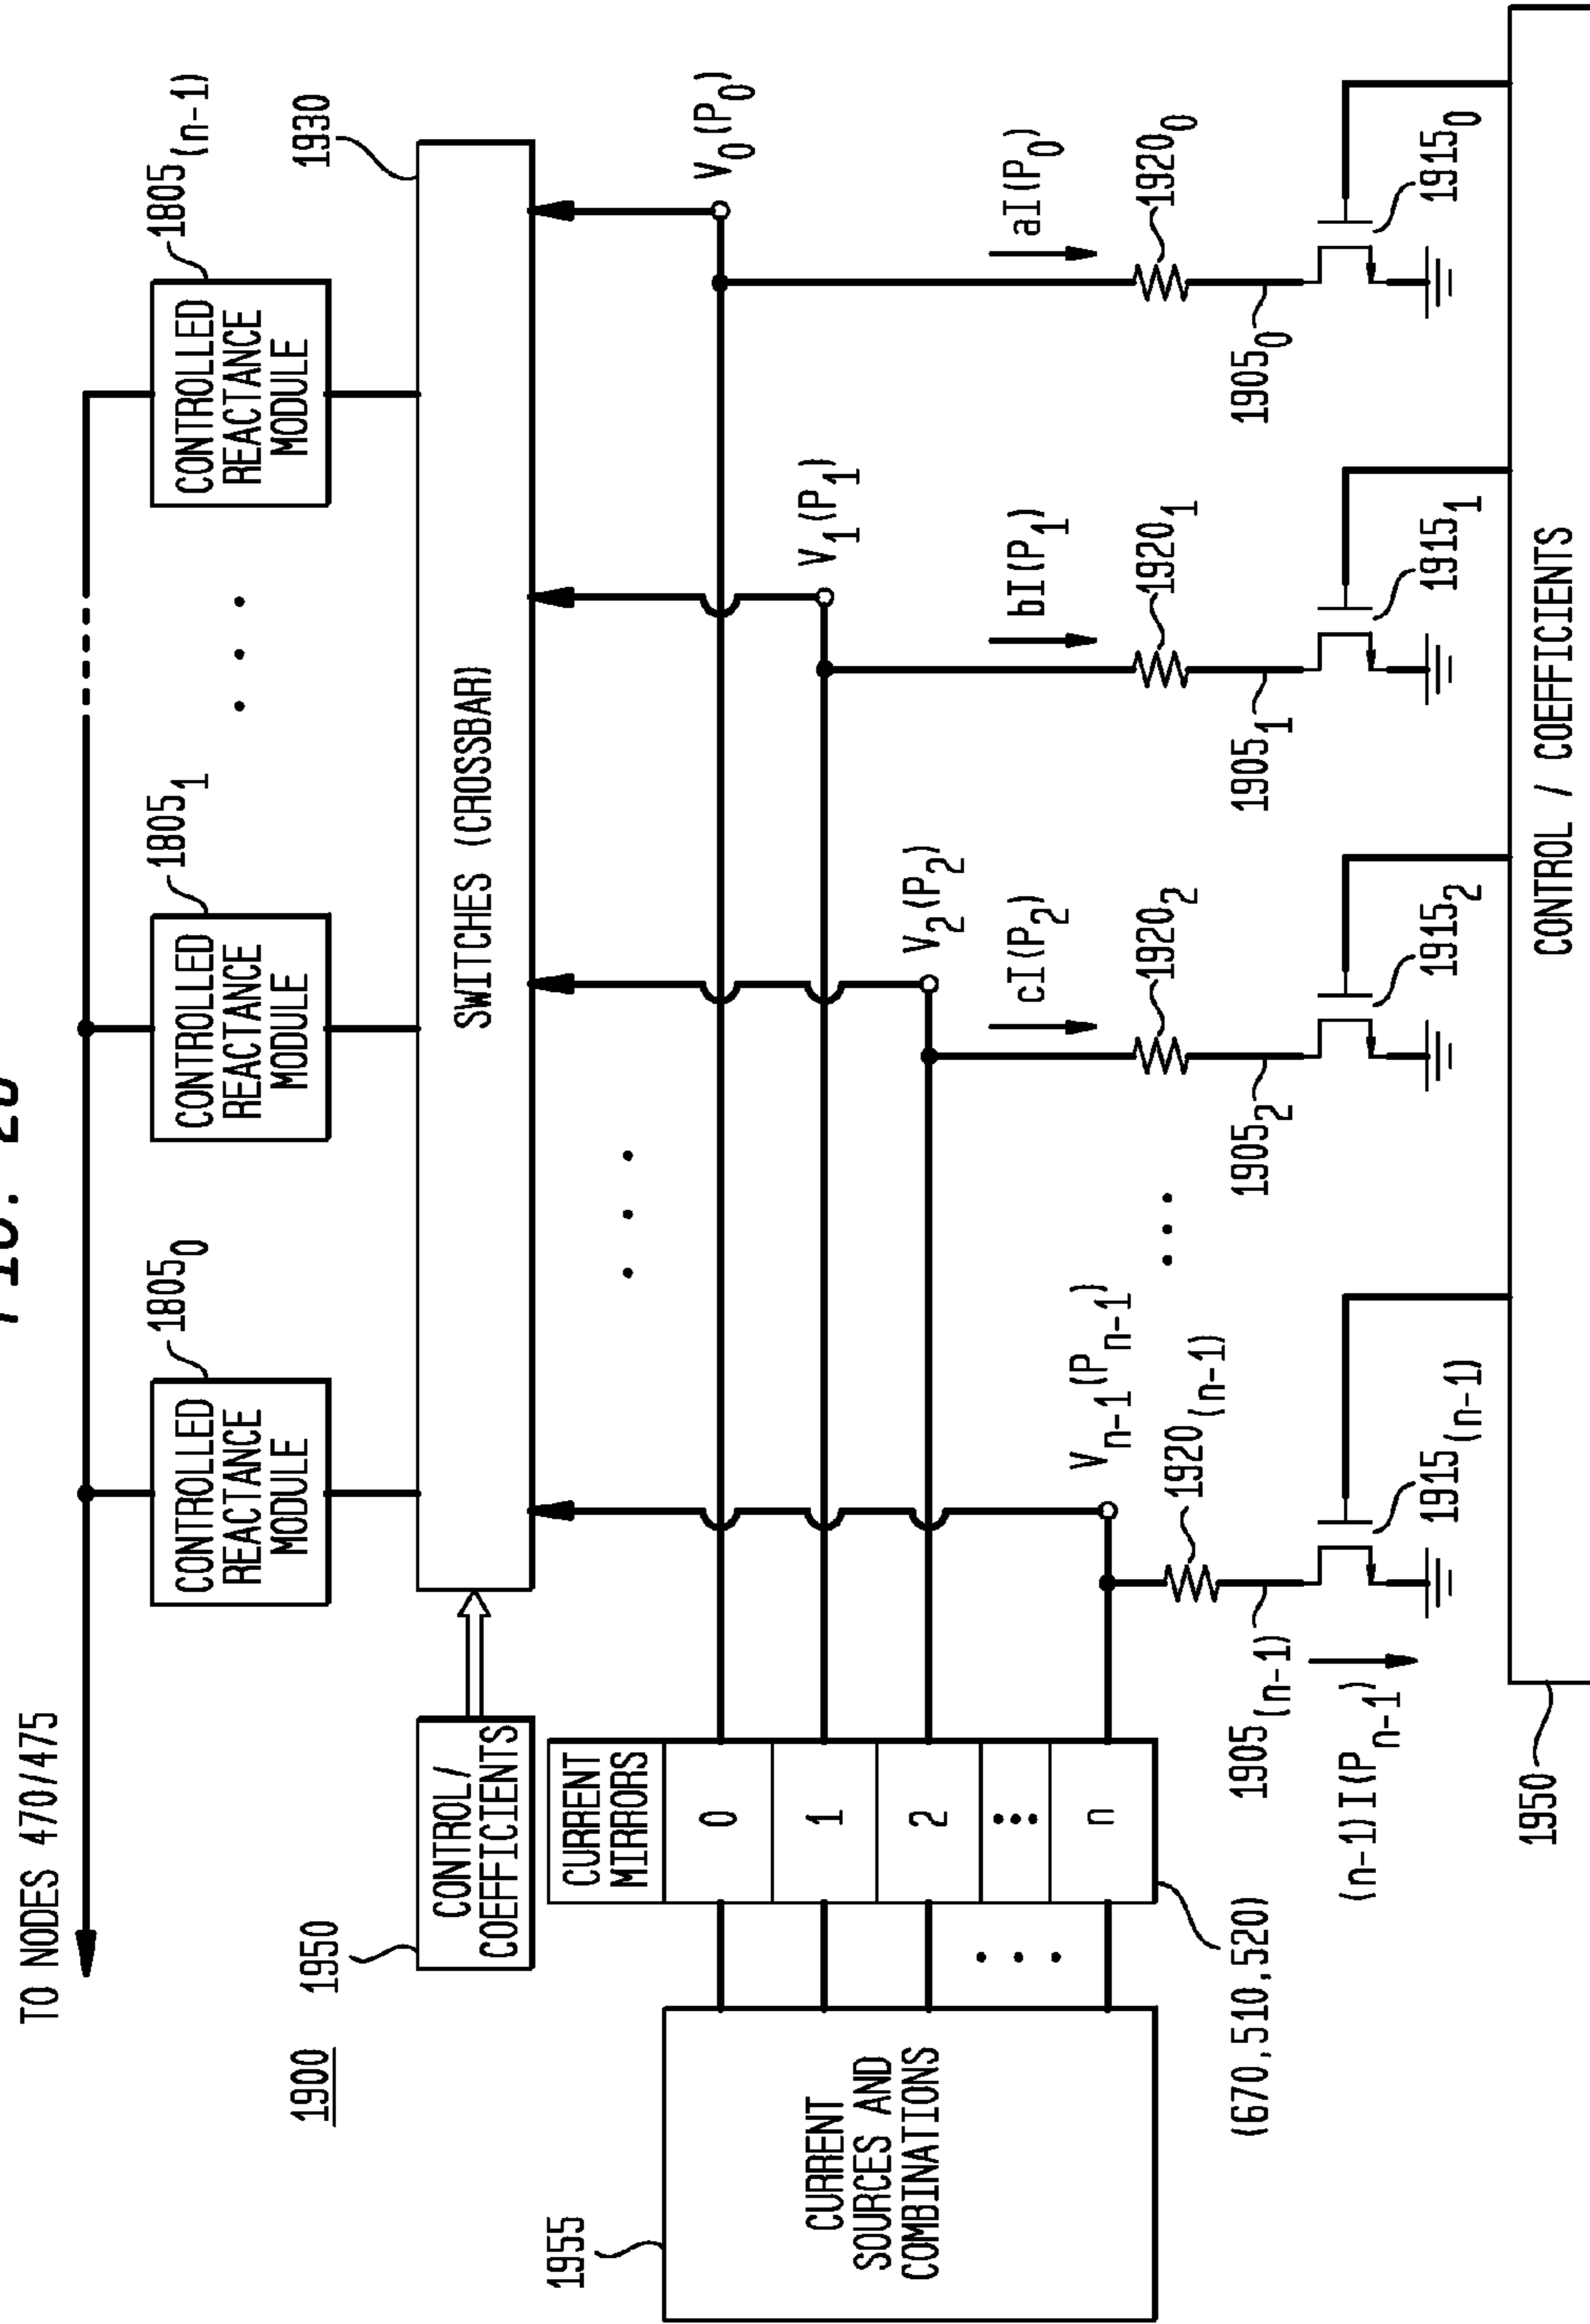 FIG. 20
TO NODES 470/475
1900
1805₀
1805₁
1805₍ₙ₋₁₎
CONTROLLED
REACTANCE
MODULE
CONTROLLED
REACTANCE
MODULE
CONTROLLED
REACTANCE
MODULE
1950
1930
CONTROL/
COEFFICIENTS
SWITCHES (CROSSBAR)
1955
CURRENT
SOURCES AND
COMBINATIONS
CURRENT
MIRRORS
0
1
2
n
(670,510,520)
V₀(P₀)
V₁(P₁)
V₂(P₂)
Vₙ₋₁(Pₙ₋₁)
aI(P₀)
bI(P₁)
cI(P₂)
(n-1)I(Pₙ₋₁)
1920₍ₙ₋₁₎
1920₂
1920₁
1920₀
1905₍ₙ₋₁₎
1905₂
1905₁
1905₀
1915₍ₙ₋₁₎
1915₂
1915₁
1915₀
1950
CONTROL / COEFFICIENTS